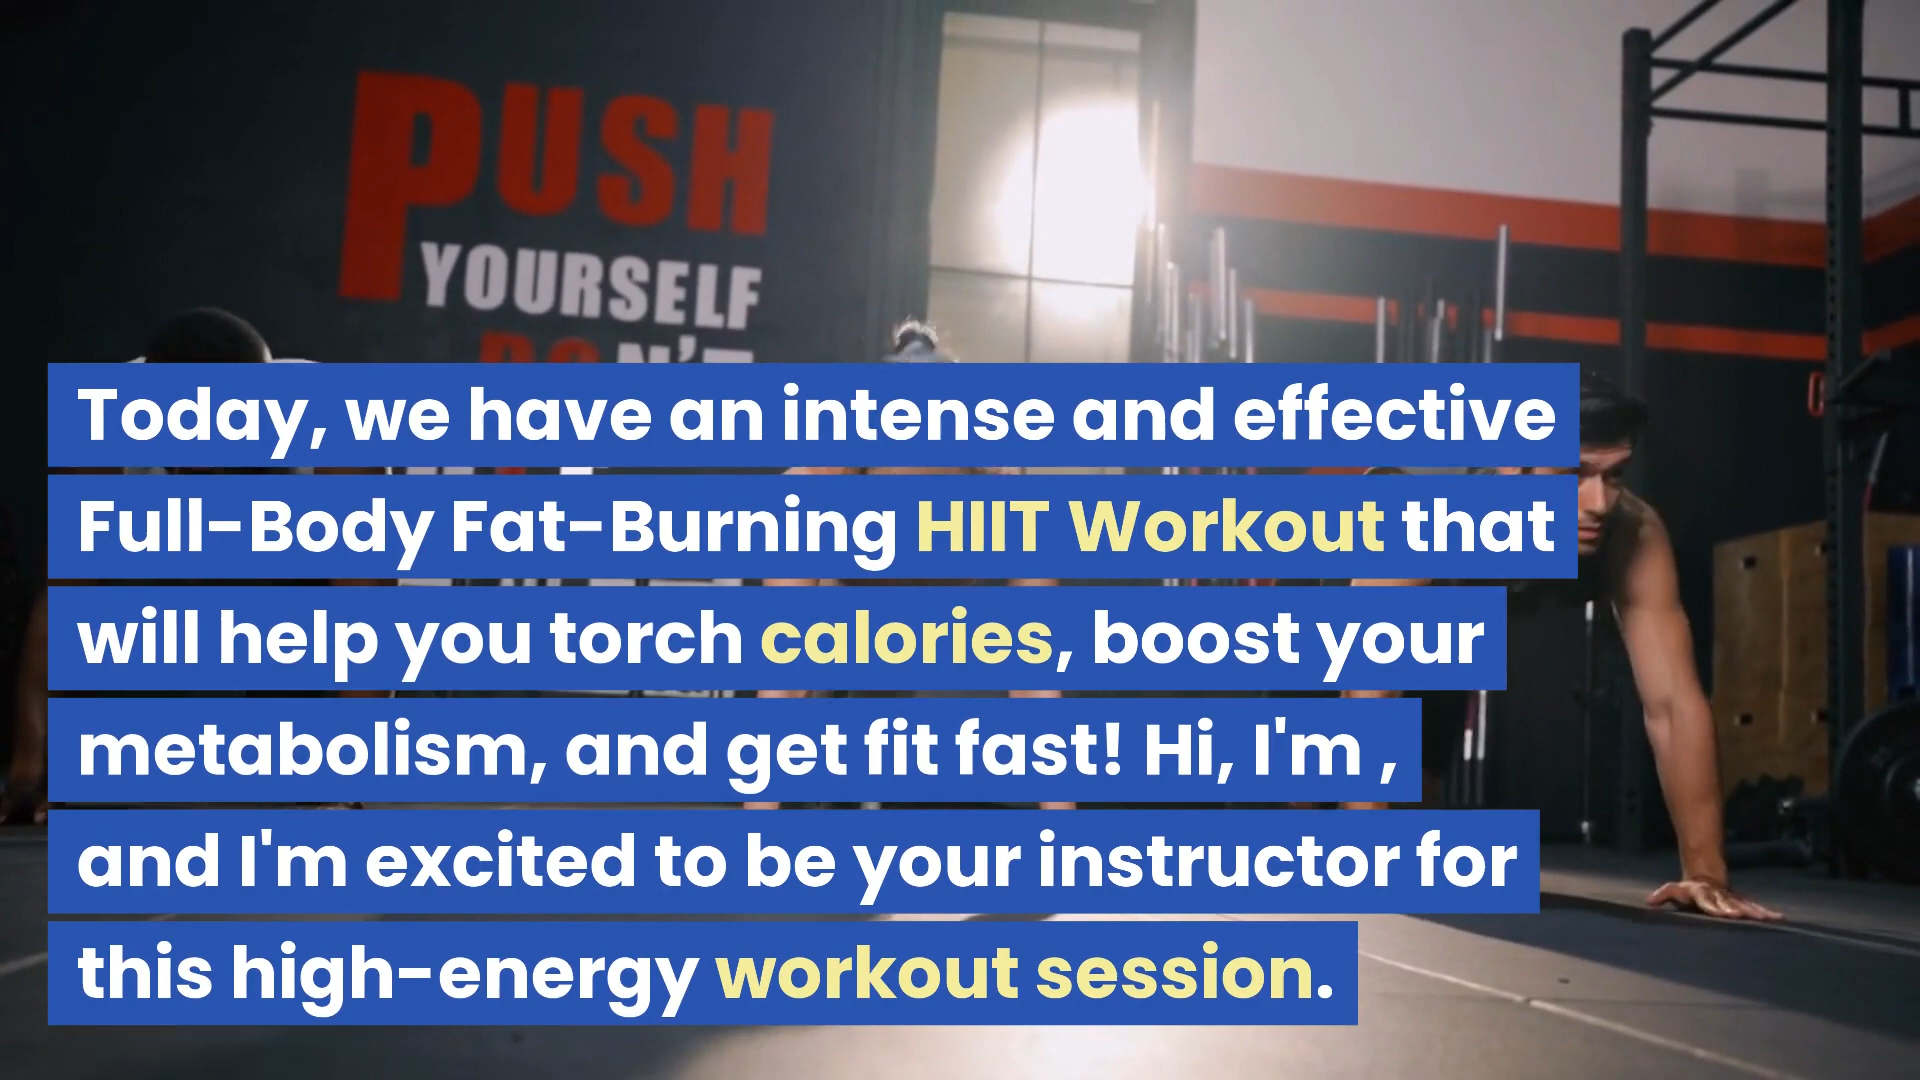 PUSH
YOURSELF
DON'T
Today, we have an intense and effective
Full-Body Fat-Burning HIIT Workout that
will help you torch calories, boost your
metabolism, and get fit fast! Hi, I'm ,
and I'm excited to be your instructor for
this high-energy workout session.